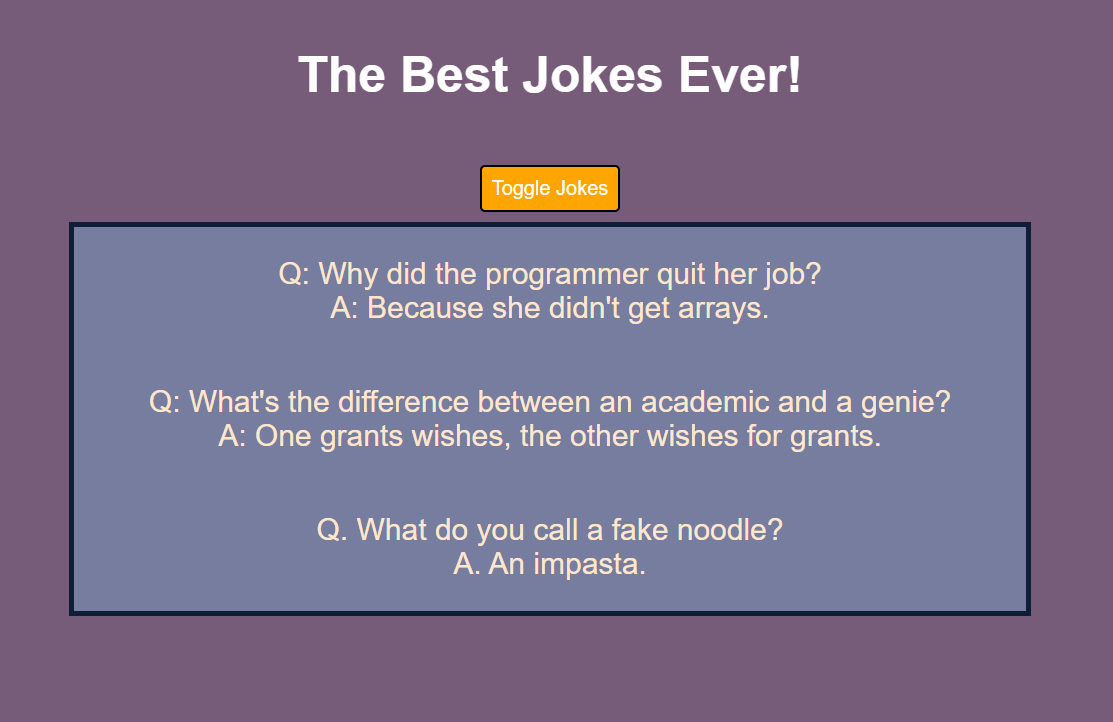 The Best Jokes Ever!
Toggle Jokes
Q: Why did the programmer quit her job?
A: Because she didn't get arrays.
Q: What's the difference between an academic and a genie?
A: One grants wishes, the other wishes for grants.
Q. What do you call a fake noodle?
A. An impasta.